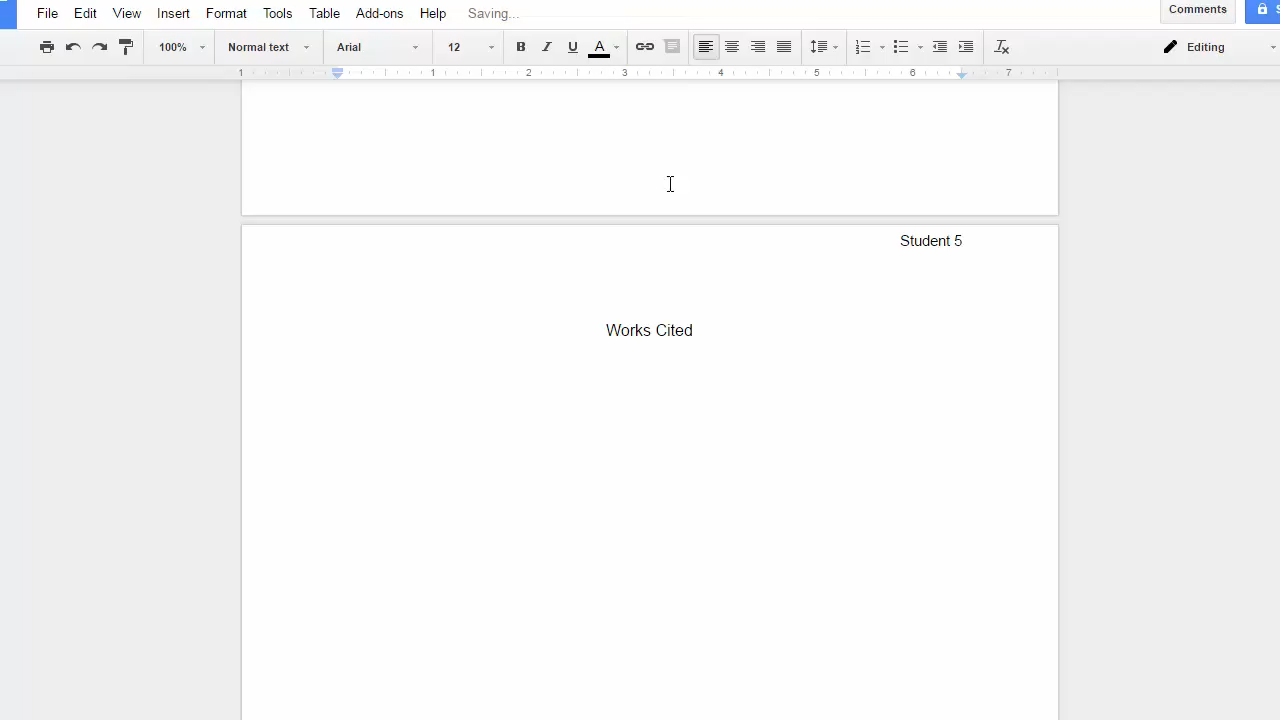 File Edit View Insert Format Tools Table Add-ons Help Saving... Comments
100% Normal text Arial 12 B I U A Editing
1 1 2 3 4 5 6 7
Student 5
Works Cited